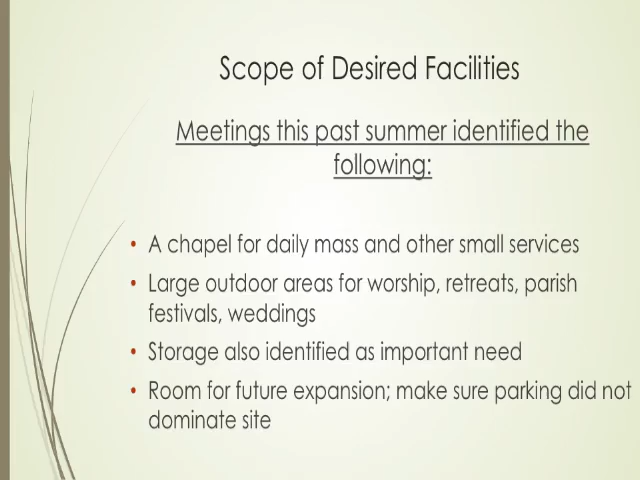 Scope of Desired Facilities
Meetings this past summer identified the
following:
• A chapel for daily mass and other small services
• Large outdoor areas for worship, retreats, parish
festivals, weddings
• Storage also identified as important need
• Room for future expansion; make sure parking did not
dominate site